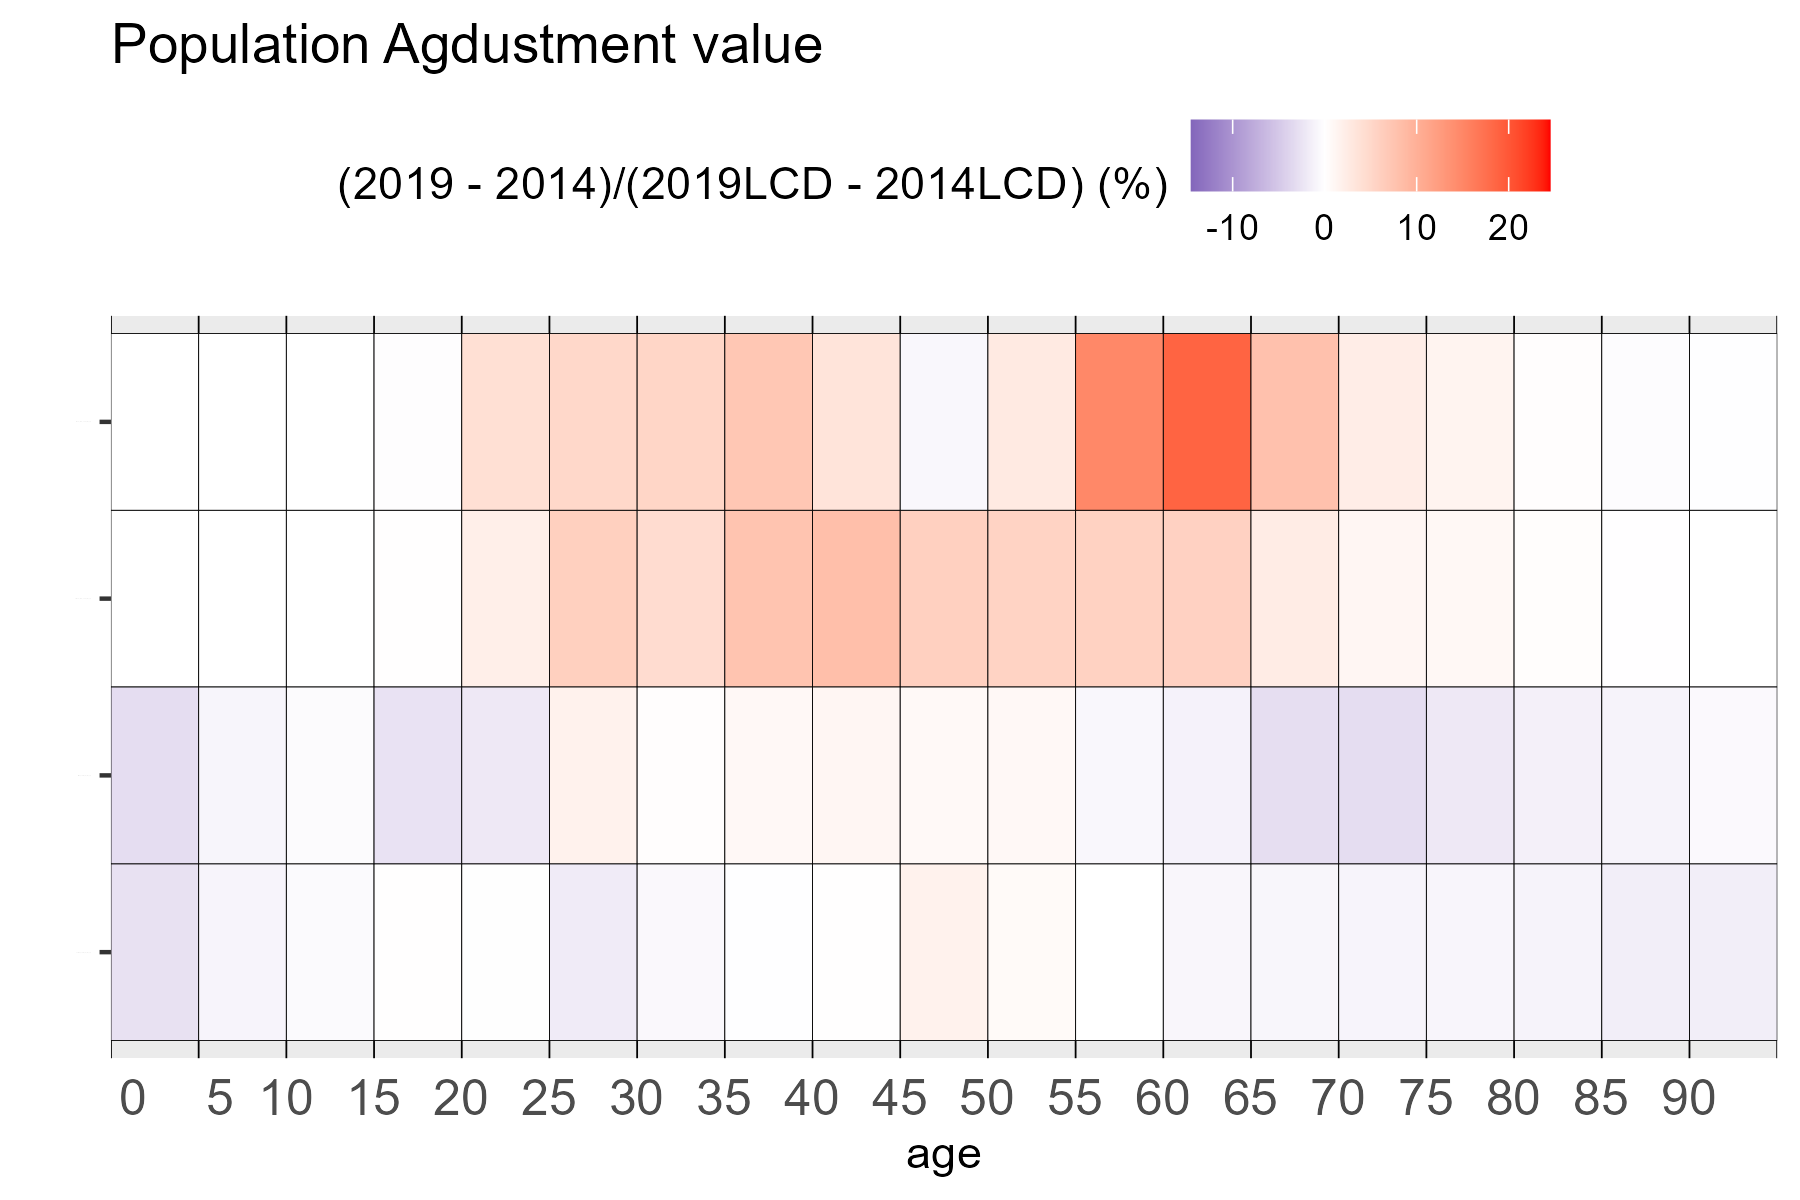 Population Agdustment value
(2019 - 2014)/(2019LCD - 2014LCD) (%)
-10 0 10 20
0 5 10 15 20 25 30 35 40 45 50 55 60 65 70 75 80 85 90
age